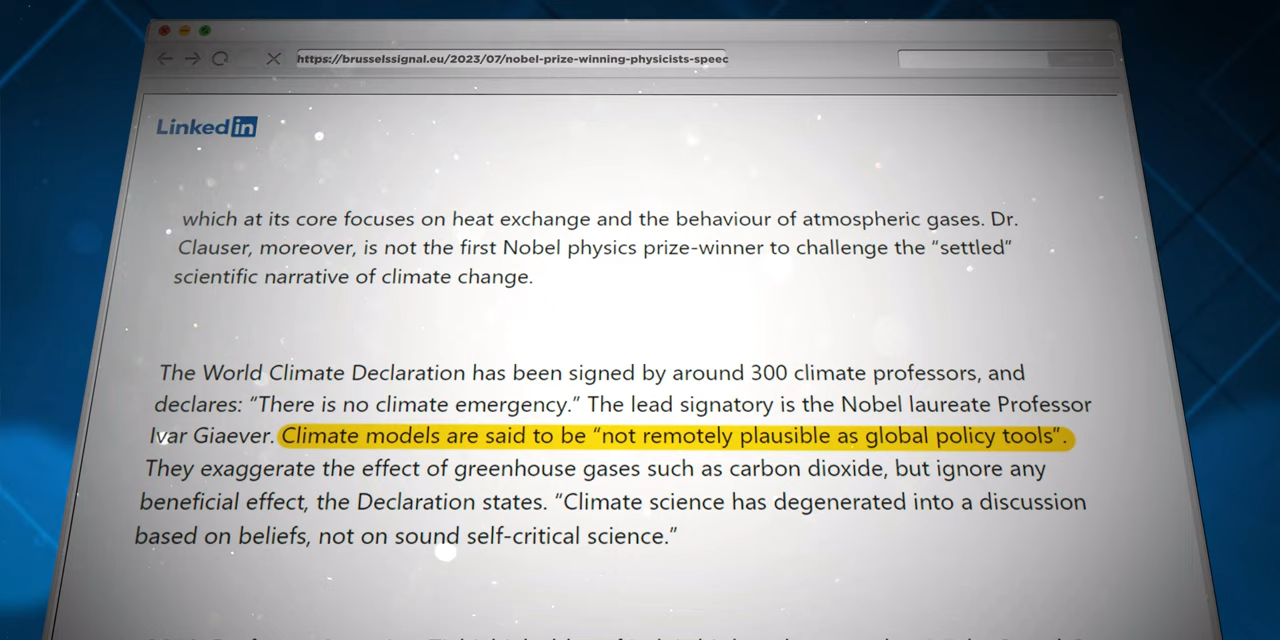 https://brusselssignal.eu/2023/07/nobel-prize-winning-physicists-speec
Linkedin
which at its core focuses on heat exchange and the behaviour of atmospheric gases. Dr.
Clauser, moreover, is not the first Nobel physics prize-winner to challenge the “settled”
scientific narrative of climate change.
The World Climate Declaration has been signed by around 300 climate professors, and
declares: “There is no climate emergency.” The lead signatory is the Nobel laureate Professor
Ivar Giaever. Climate models are said to be “not remotely plausible as global policy tools”.
They exaggerate the effect of greenhouse gases such as carbon dioxide, but ignore any
beneficial effect, the Declaration states. “Climate science has degenerated into a discussion
based on beliefs, not on sound self-critical science.”